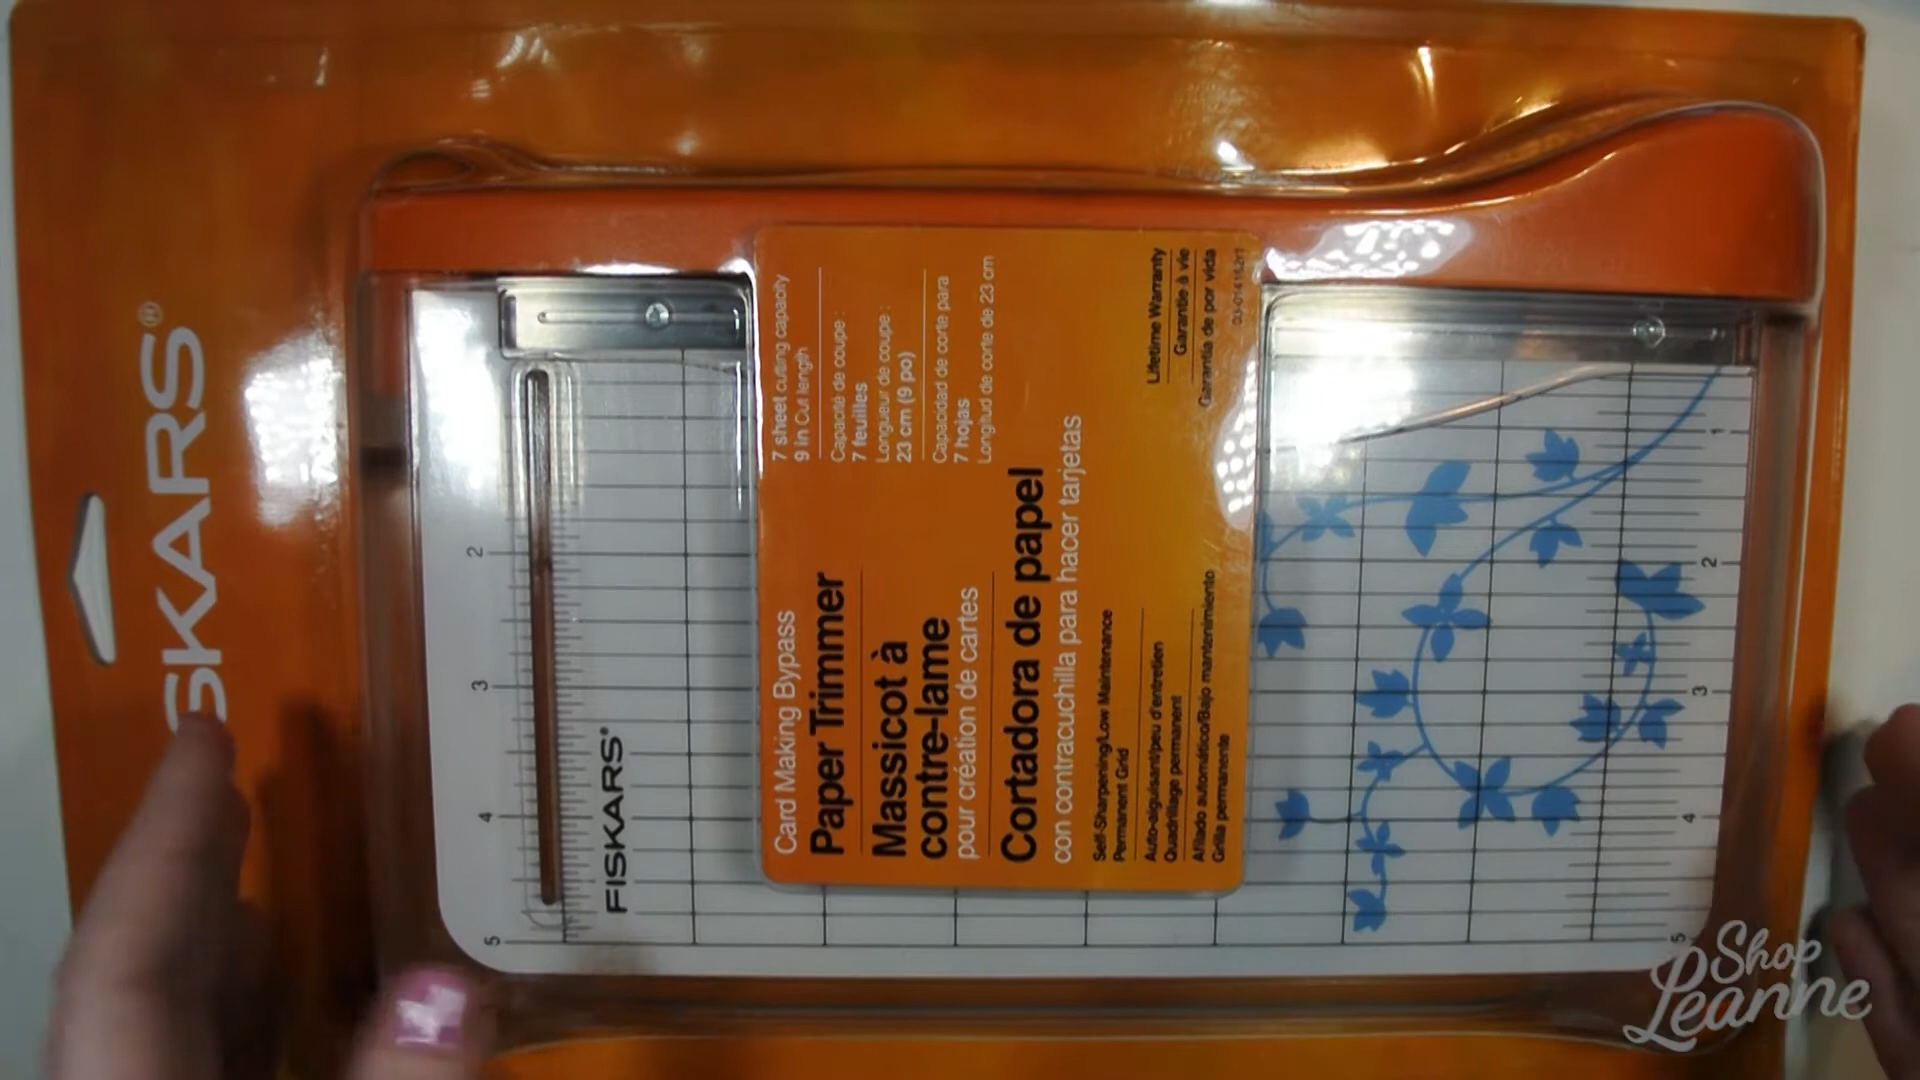 FISKARS®
Card Making Bypass
Paper Trimmer
Massicot à
contre-lame
pour création de cartes
Cortadora de papel
con contracuchilla para hacer tarjetas
Self-Sharpening/Low Maintenance
Permanent Grid
Auto-aiguisant/peu d'entretien
Quadrillage permanent
Afilado automático/Bajo mantenimiento
Grilla permanente
7 sheet cutting capacity
9 in Cut length
Capacité de coupe :
7 feuilles
Longueur de coupe :
23 cm (9 po)
Capacidad de corte para
7 hojas
Longitud de corte de 23 cm
Lifetime Warranty
Garantie à vie
Garantía de por vida
2
3
4
5
FISKARS®
1
2
3
4
5
Shop
Leanne